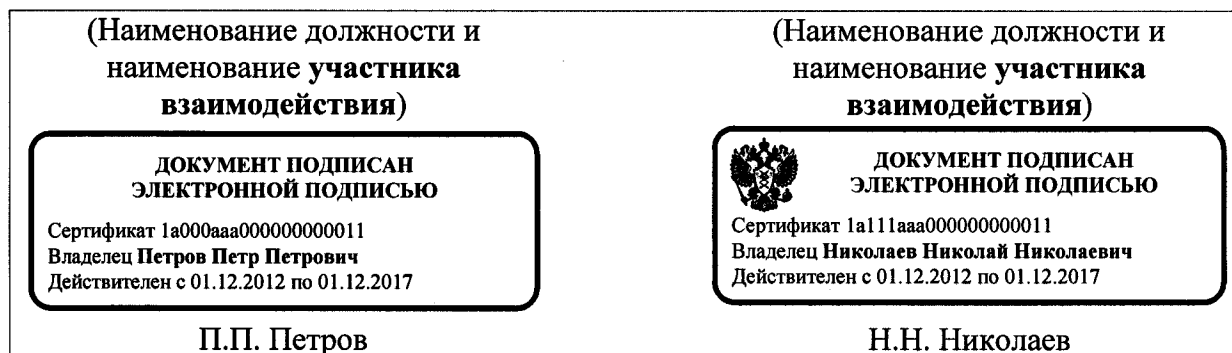 (Наименование должности и
наименование участника
взаимодействия)
ДОКУМЕНТ ПОДПИСАН
ЭЛЕКТРОННОЙ ПОДПИСЬЮ
Сертификат 1а000ааа000000000011
Владелец Петров Петр Петрович
Действителен с 01.12.2012 по 01.12.2017
П.П. Петров
(Наименование должности и
наименование участника
взаимодействия)
ДОКУМЕНТ ПОДПИСАН
ЭЛЕКТРОННОЙ ПОДПИСЬЮ
Сертификат 1а111ааа000000000011
Владелец Николаев Николай Николаевич
Действителен с 01.12.2012 по 01.12.2017
Н.Н. Николаев